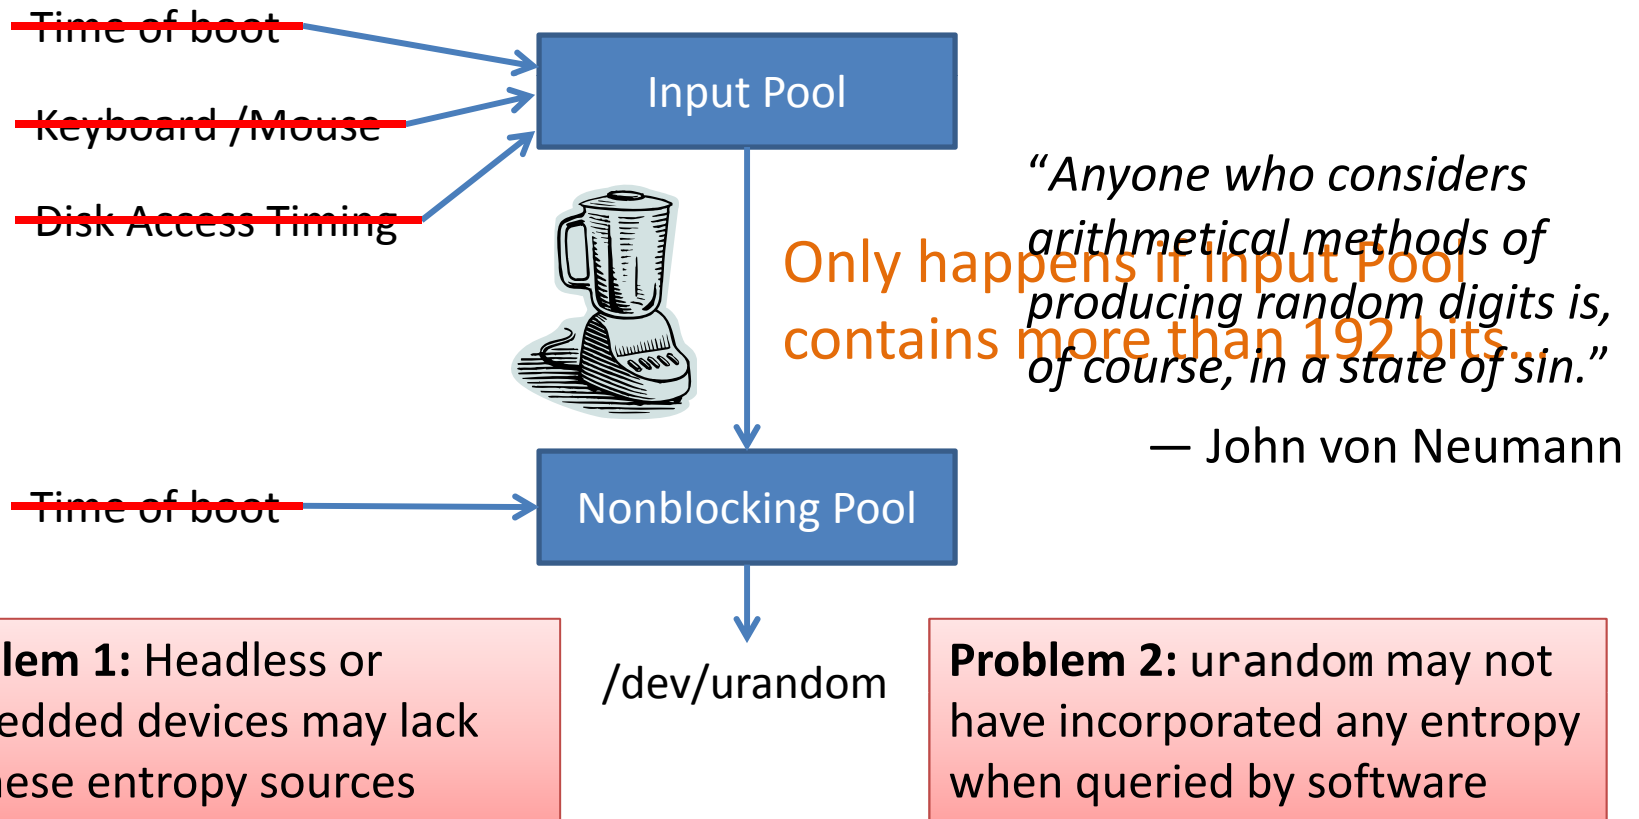 Time of boot
Input Pool
Keyboard /Mouse
Disk Access Timing
“Anyone who considers
arithmetical methods of
producing random digits is,
of course, in a state of sin.”
— John von Neumann
Only happens if Input Pool
contains more than 192 bits...
Time of boot
Nonblocking Pool
/dev/urandom
lem 1: Headless or
edded devices may lack
hese entropy sources
Problem 2: urandom may not
have incorporated any entropy
when queried by software